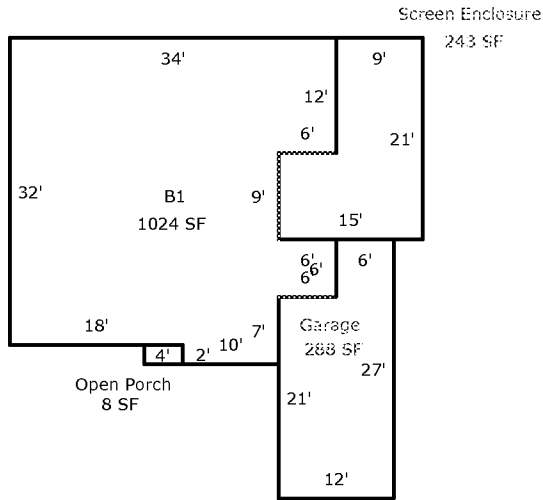 Screen Enclosure
243 SF
34'
9'
12'
6'
21'
32'
B1
1024 SF
9'
15'
6'
6'
6'
6'
18'
7'
Garage
288 SF
10'
4'
2'
27'
Open Porch
8 SF
21'
12'